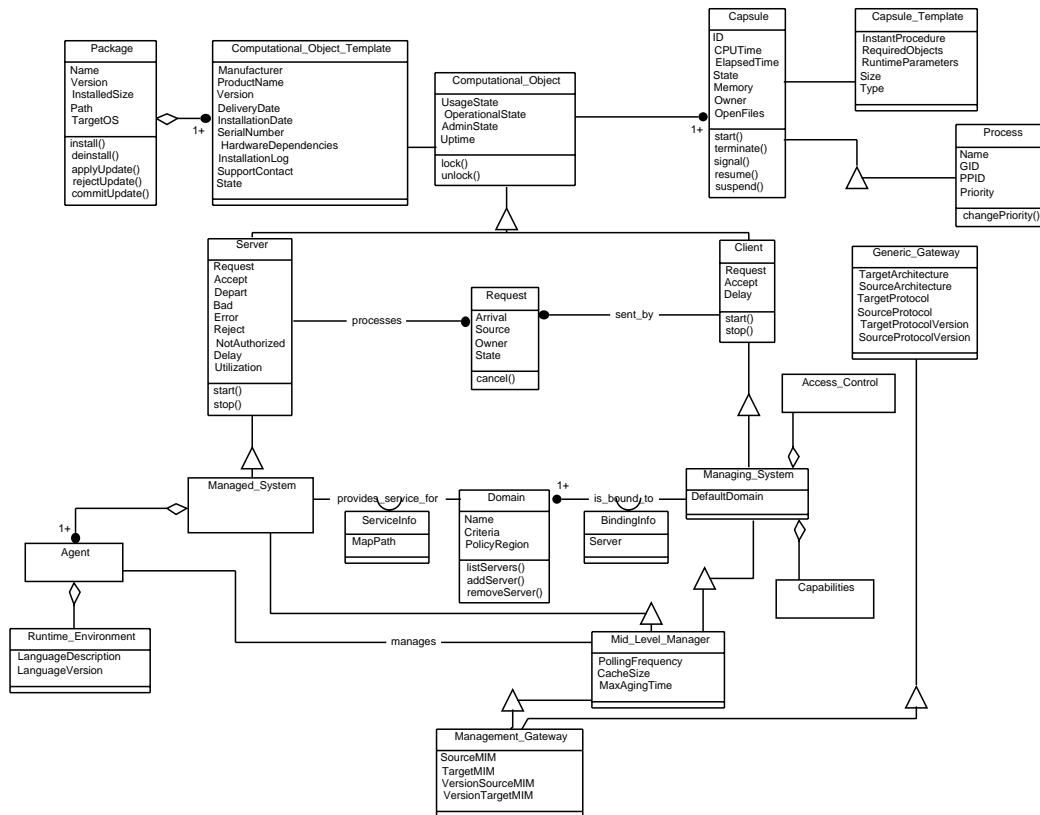 Package
Name
Version
InstalledSize
Path
TargetOS
install()
deinstall()
applyUpdate()
rejectUpdate()
commitUpdate()
1+
Computational_Object_Template
Manufacturer
ProductName
Version
DeliveryDate
InstallationDate
SerialNumber
HardwareDependencies
InstallationLog
SupportContact
State
Computational_Object
UsageState
OperationalState
AdminState
Uptime
lock()
unlock()
1+
Capsule
ID
CPUTime
ElapsedTime
State
Memory
Owner
OpenFiles
start()
terminate()
signal()
resume()
suspend()
Capsule_Template
InstantProcedure
RequiredObjects
RuntimeParameters
Size
Type
Process
Name
GID
PPID
Priority
changePriority()
Server
Request
Accept
Depart
Bad
Error
Reject
NotAuthorized
Delay
Utilization
start()
stop()
processes
Request
Arrival
Source
Owner
State
cancel()
sent_by
Client
Request
Accept
Delay
start()
stop()
Generic_Gateway
TargetArchitecture
SourceArchitecture
TargetProtocol
SourceProtocol
TargetProtocolVersion
SourceProtocolVersion
Access_Control
Managed_System
provides_service_for
ServiceInfo
MapPath
Domain
Name
Criteria
PolicyRegion
listServers()
addServer()
removeServer()
1+
is_bound_to
BindingInfo
Server
Managing_System
DefaultDomain
Capabilities
1+
Agent
Runtime_Environment
LanguageDescription
LanguageVersion
manages
Mid_Level_Manager
PollingFrequency
CacheSize
MaxAgingTime
Management_Gateway
SourceMIM
TargetMIM
VersionSourceMIM
VersionTargetMIM